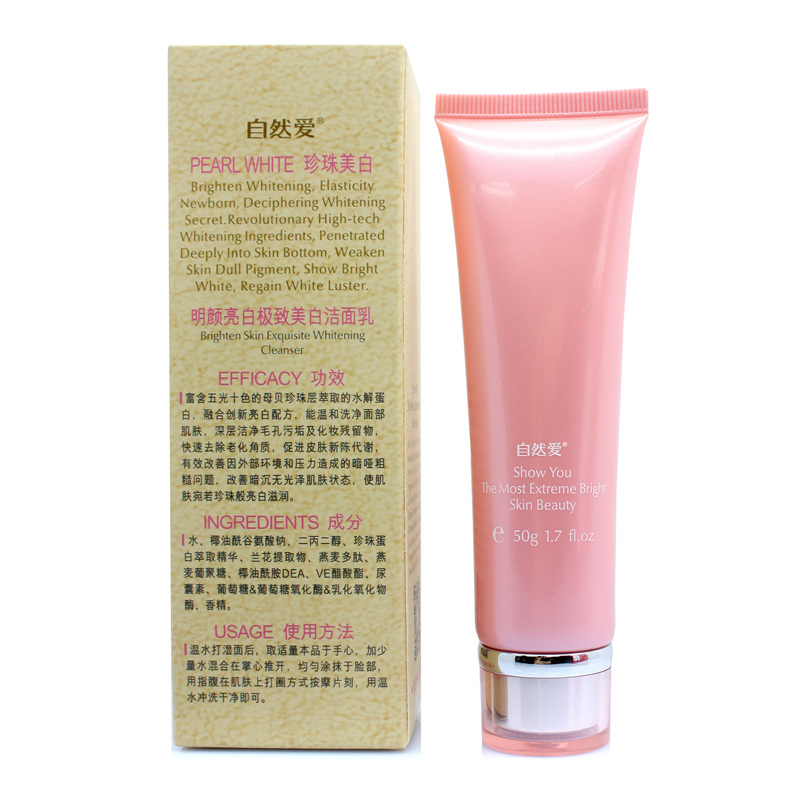 自然爱®
PEARL WHITE 珍珠美白
Brighten Whitening, Elasticity
Newborn, Deciphering Whitening
Secret.Revolutionary High-tech
Whitening Ingredients, Penetrated
Deeply Into Skin Bottom, Weaken
Skin Dull Pigment, Show Bright
White, Regain White Luster.
明颜亮白极致美白洁面乳
Brighten Skin Exquisite Whitening
Cleanser
EFFICACY 功效
富含五光十色的母贝珍珠层萃取的水解蛋
白，融合创新亮白配方，能温和洗净面部
肌肤，深层洁净毛孔污垢及化妆残留物，
快速去除老化角质，促进皮肤新陈代谢，
有效改善因外部环境和压力造成的暗哑粗
糙问题，改善暗沉无光泽肌肤状态，使肌
肤宛若珍珠般亮白滋润。
INGREDIENTS 成分
水、椰油酰谷氨酸钠、二丙二醇、珍珠蛋
白萃取精华、兰花提取物、燕麦多肽、燕
麦葡聚糖、椰油酰胺DEA、VE醋酸酯、尿
囊素、葡萄糖&葡萄糖氧化酶&乳化氧化物
酶、香精。
USAGE 使用方法
温水打湿面后，取适量本品于手心，加少
量水混合在掌心推开，均匀涂抹于脸部，
用指腹在肌肤上打圈方式按摩片刻，用温
水冲洗干净即可。
自然爱®
Show You
The Most Extreme Bright
Skin Beauty
e 50g 1.7 fl.oz